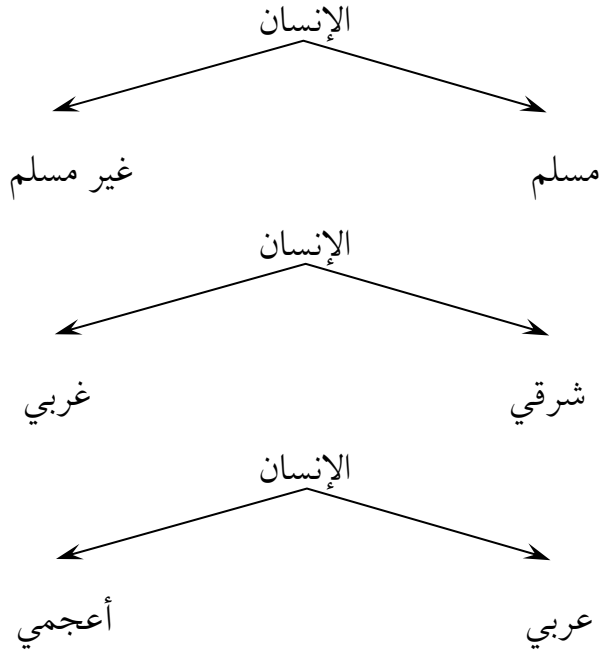 الإنسان
مسلم
غير مسلم
الإنسان
شرقي
غربي
الإنسان
عربي
أعجمي